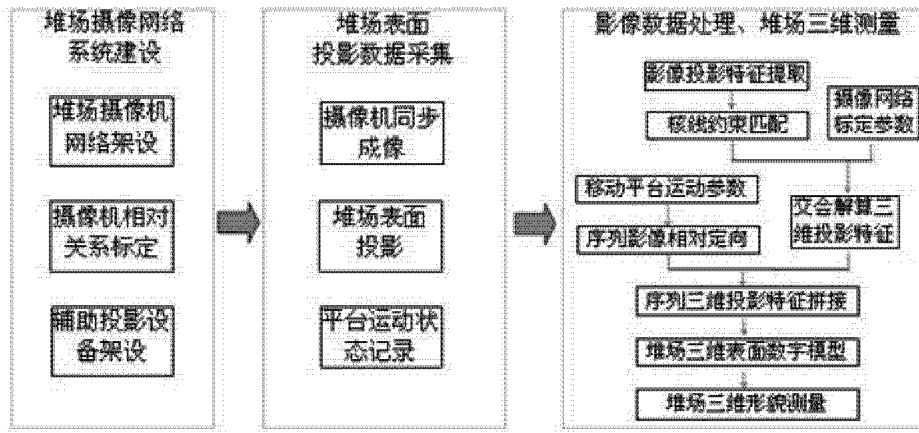 堆场摄像网络
系统建设
堆场摄像机
网络架设
摄像机相对
关系标定
辅助投影设
备架设
堆场表面
投影数据采集
摄像机同步
成像
堆场表面
投影
平台运动状
态记录
影像数据处理、堆场三维测量
影像投影特征提取
核线约束匹配
摄像网络
标定参数
移动平台运动参数
序列影像相对定向
交会解算三
维投影特征
序列三维投影特征拼接
堆场三维表面数字模型
堆场三维形貌测量